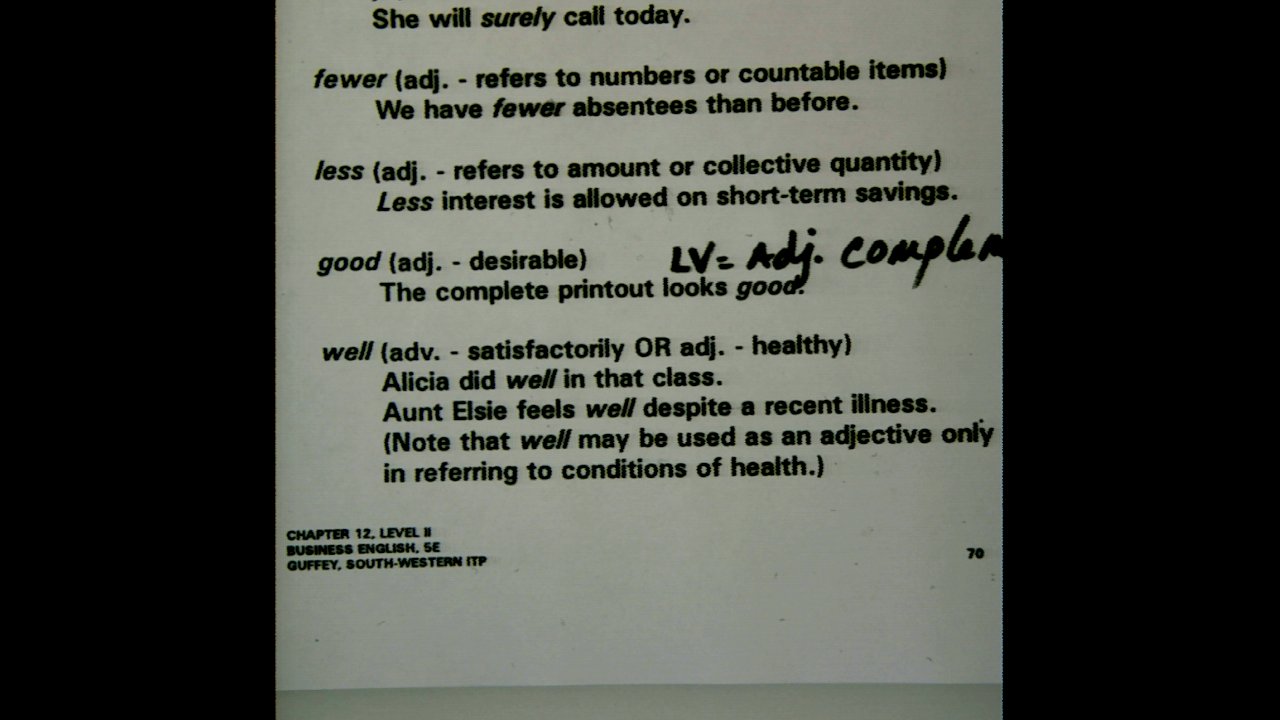 She will surely call today.
fewer (adj. - refers to numbers or countable items)
We have fewer absentees than before.
less (adj. - refers to amount or collective quantity)
Less interest is allowed on short-term savings.
good (adj. - desirable) LV = Adj. complem
The complete printout looks good.
well (adv. - satisfactorily OR adj. - healthy)
Alicia did well in that class.
Aunt Elsie feels well despite a recent illness.
(Note that well may be used as an adjective only
in referring to conditions of health.)
CHAPTER 12, LEVEL II
BUSINESS ENGLISH, 5E
GUFFEY, SOUTH-WESTERN ITP
70